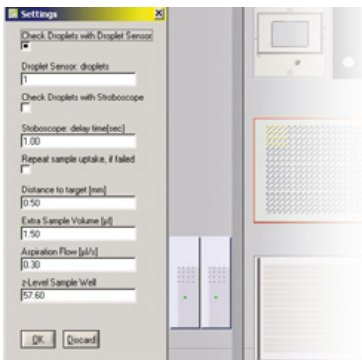 Settings
Check Droplets with Droplet Sensor
Droplet Sensor: droplets
1
Check Droplets with Stroboscope
Stoboscope: delay time[sec]
1.00
Repeat sample uptake, if failed
Distance to target [mm]
0.50
Extra Sample Volume [µl]
1.50
Aspiration Flow [µl/s]
0.30
z-Level Sample Well
57.60
OK Discard